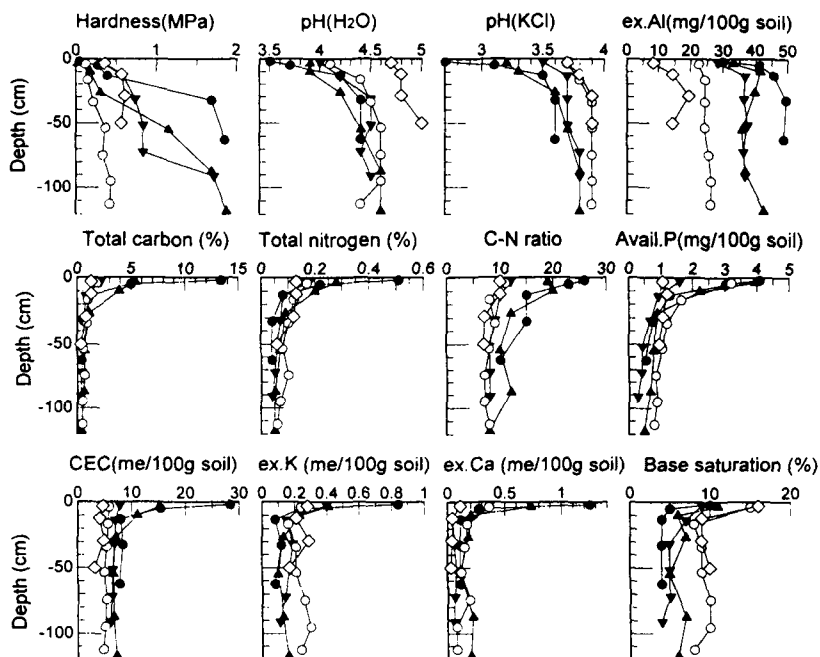 Hardness(MPa) pH(H2O) pH(KCl) ex.Al(mg/100g soil)
0 1 2 3.5 4 4.5 5 3 3.5 4 0 10 20 30 40 50
0
-50
-100
Depth (cm)
Total carbon (%) Total nitrogen (%) C-N ratio Avail.P(mg/100g soil)
0 5 10 15 0 0.2 0.4 0.6 0 10 20 30 0 1 2 3 4 5
0
-50
-100
Depth (cm)
CEC(me/100g soil) ex.K (me/100g soil) ex.Ca (me/100g soil) Base saturation (%)
0 10 20 30 0 0.2 0.4 0.6 0.8 1 0 0.5 1 0 10 20
0
-50
-100
Depth (cm)